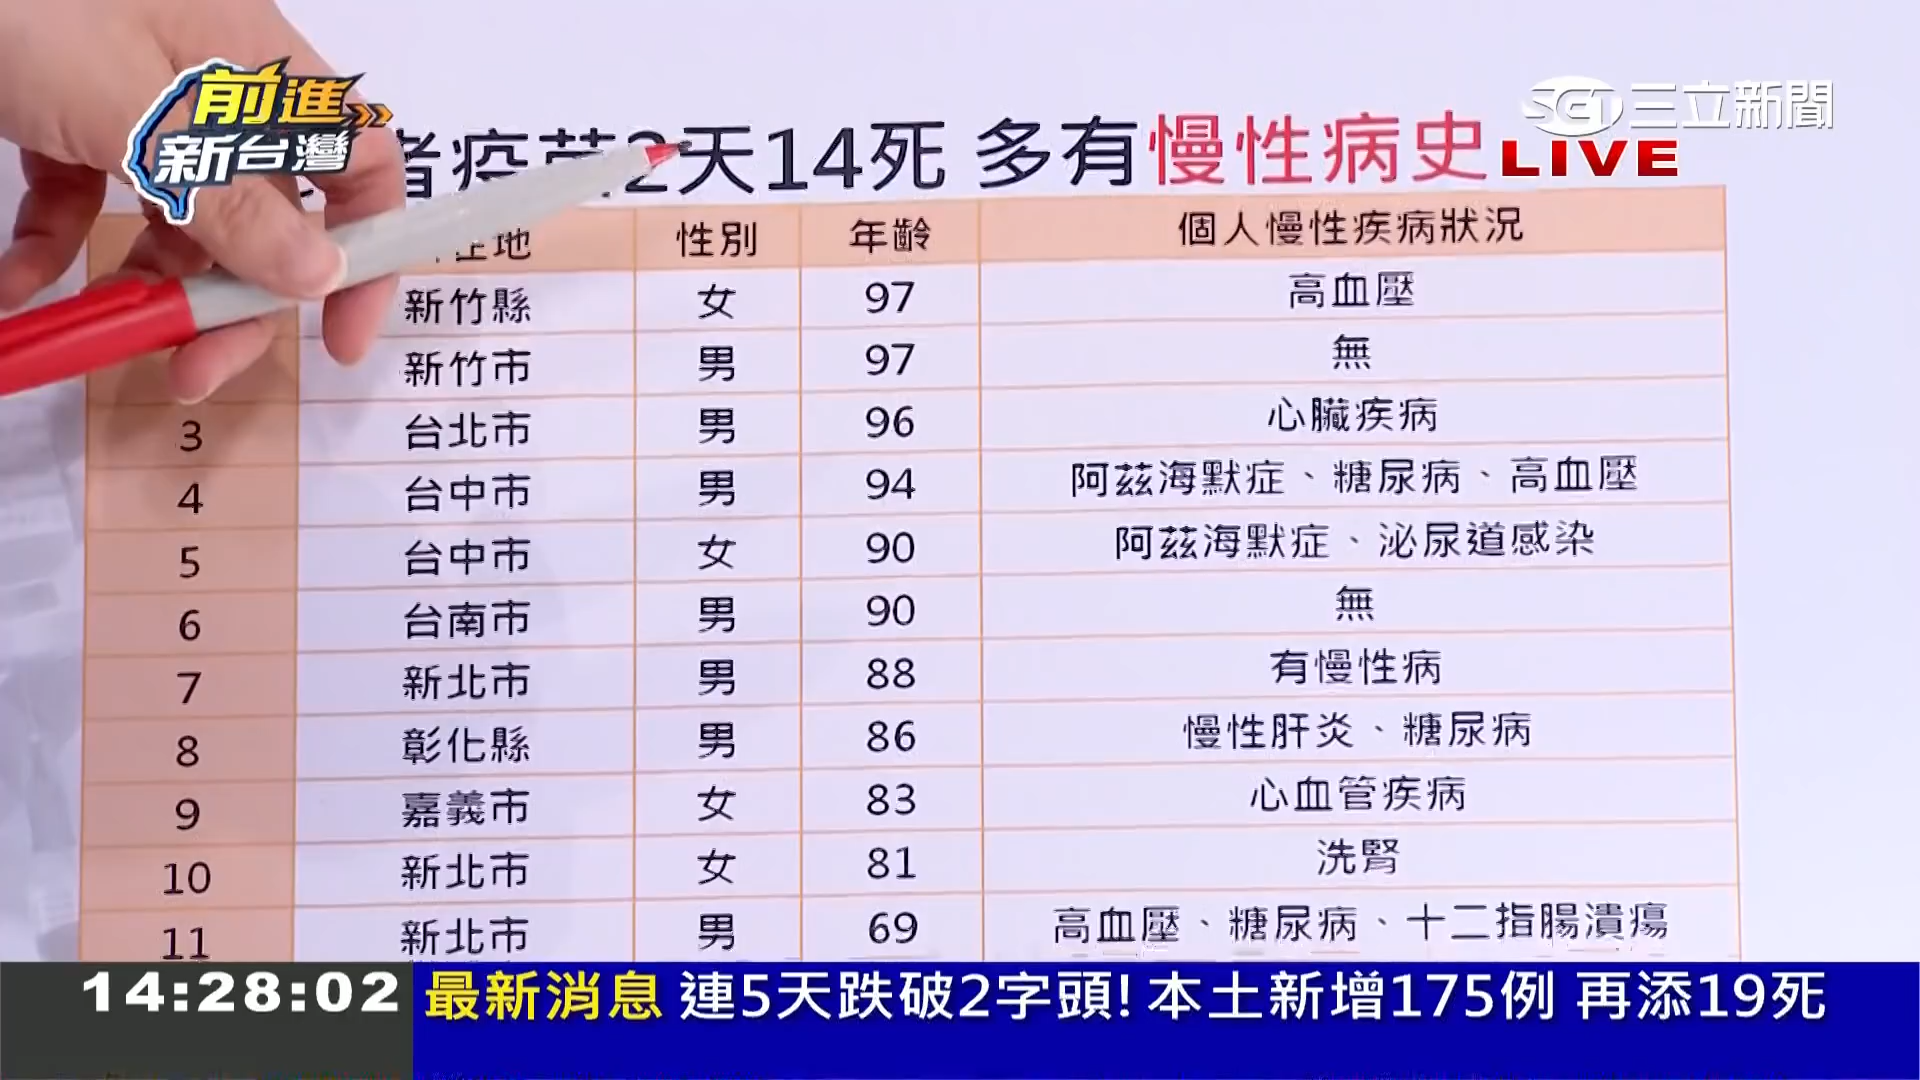 前進
新台灣
SET三立新聞
LIVE
者疫苗2天14死 多有慢性病史
住地 性別 年齡 個人慢性疾病狀況
新竹縣 女 97 高血壓
新竹市 男 97 無
3 台北市 男 96 心臟疾病
4 台中市 男 94 阿茲海默症、糖尿病、高血壓
5 台中市 女 90 阿茲海默症、泌尿道感染
6 台南市 男 90 無
7 新北市 男 88 有慢性病
8 彰化縣 男 86 慢性肝炎、糖尿病
9 嘉義市 女 83 心血管疾病
10 新北市 女 81 洗腎
11 新北市 男 69 高血壓、糖尿病、十二指腸潰瘍
14:28:02 最新消息 連5天跌破2字頭!本土新增175例 再添19死